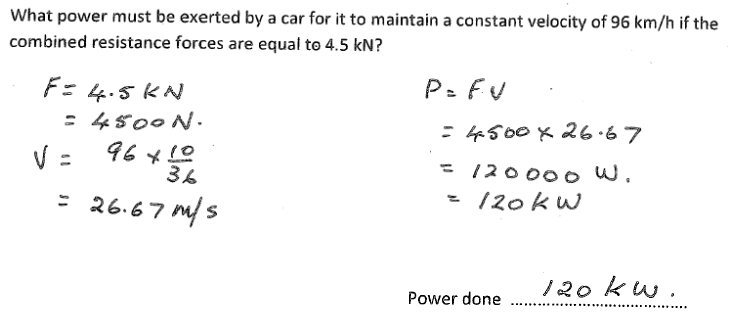 What power must be exerted by a car for it to maintain a constant velocity of 96 km/h if the
combined resistance forces are equal to 4.5 kN?
F = 4.5 KN
= 4500 N.
V = 96 × 10/36
= 26.67 m/s
P = FV
= 4500 × 26.67
= 120000 W.
= 120 kW
Power done 120 kW.